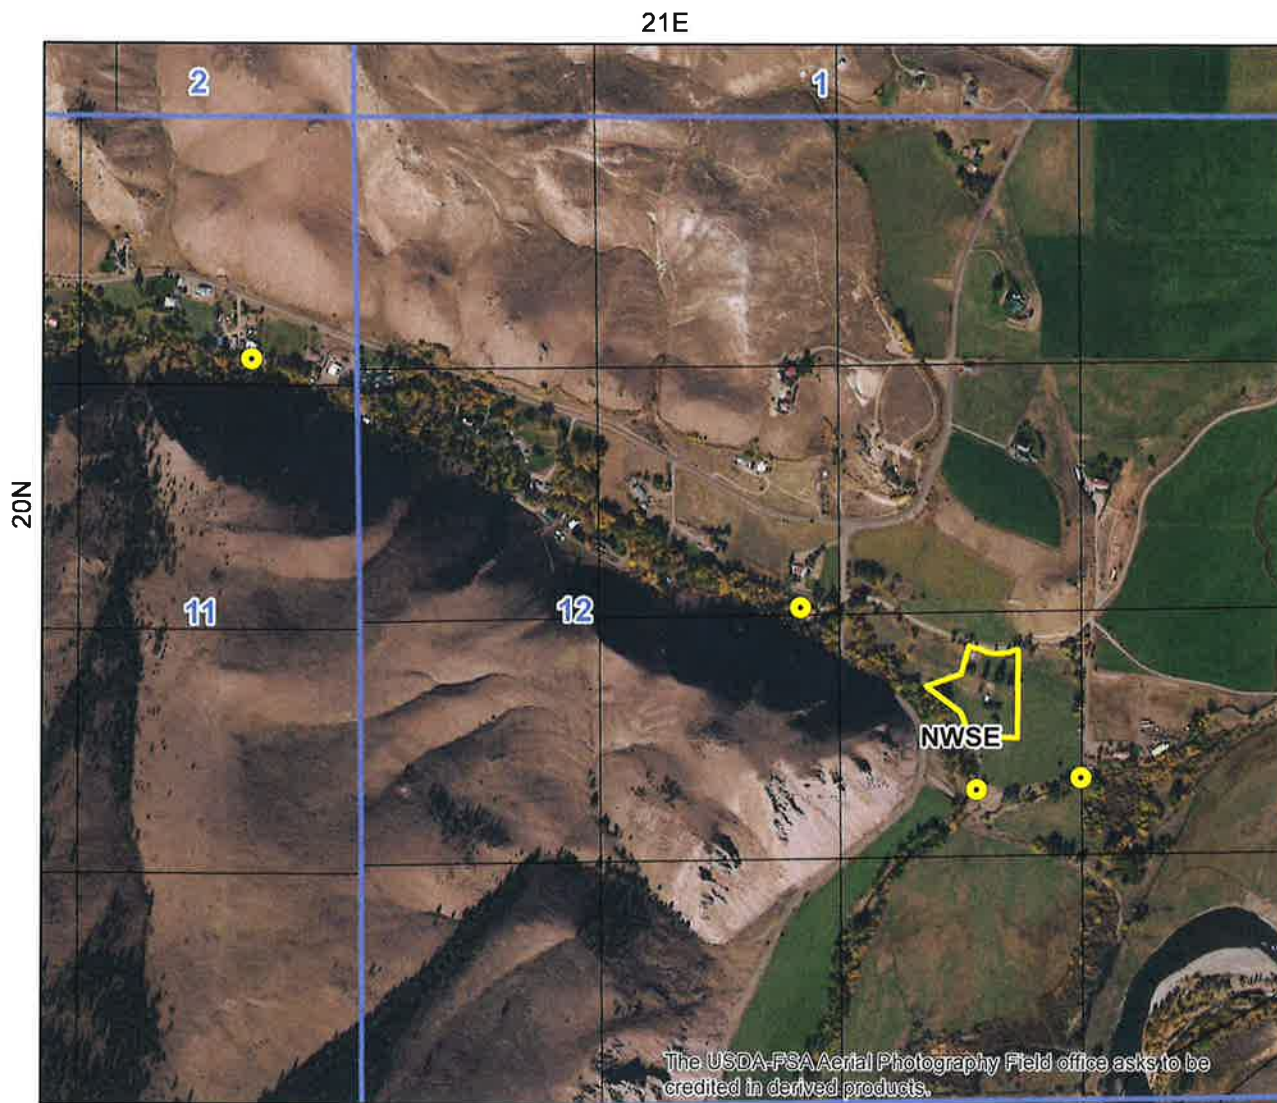 21E
2
1
20N
11
12
NWSE
The USDA-FSA Aerial Photography Field office asks to be
credited in derived products.